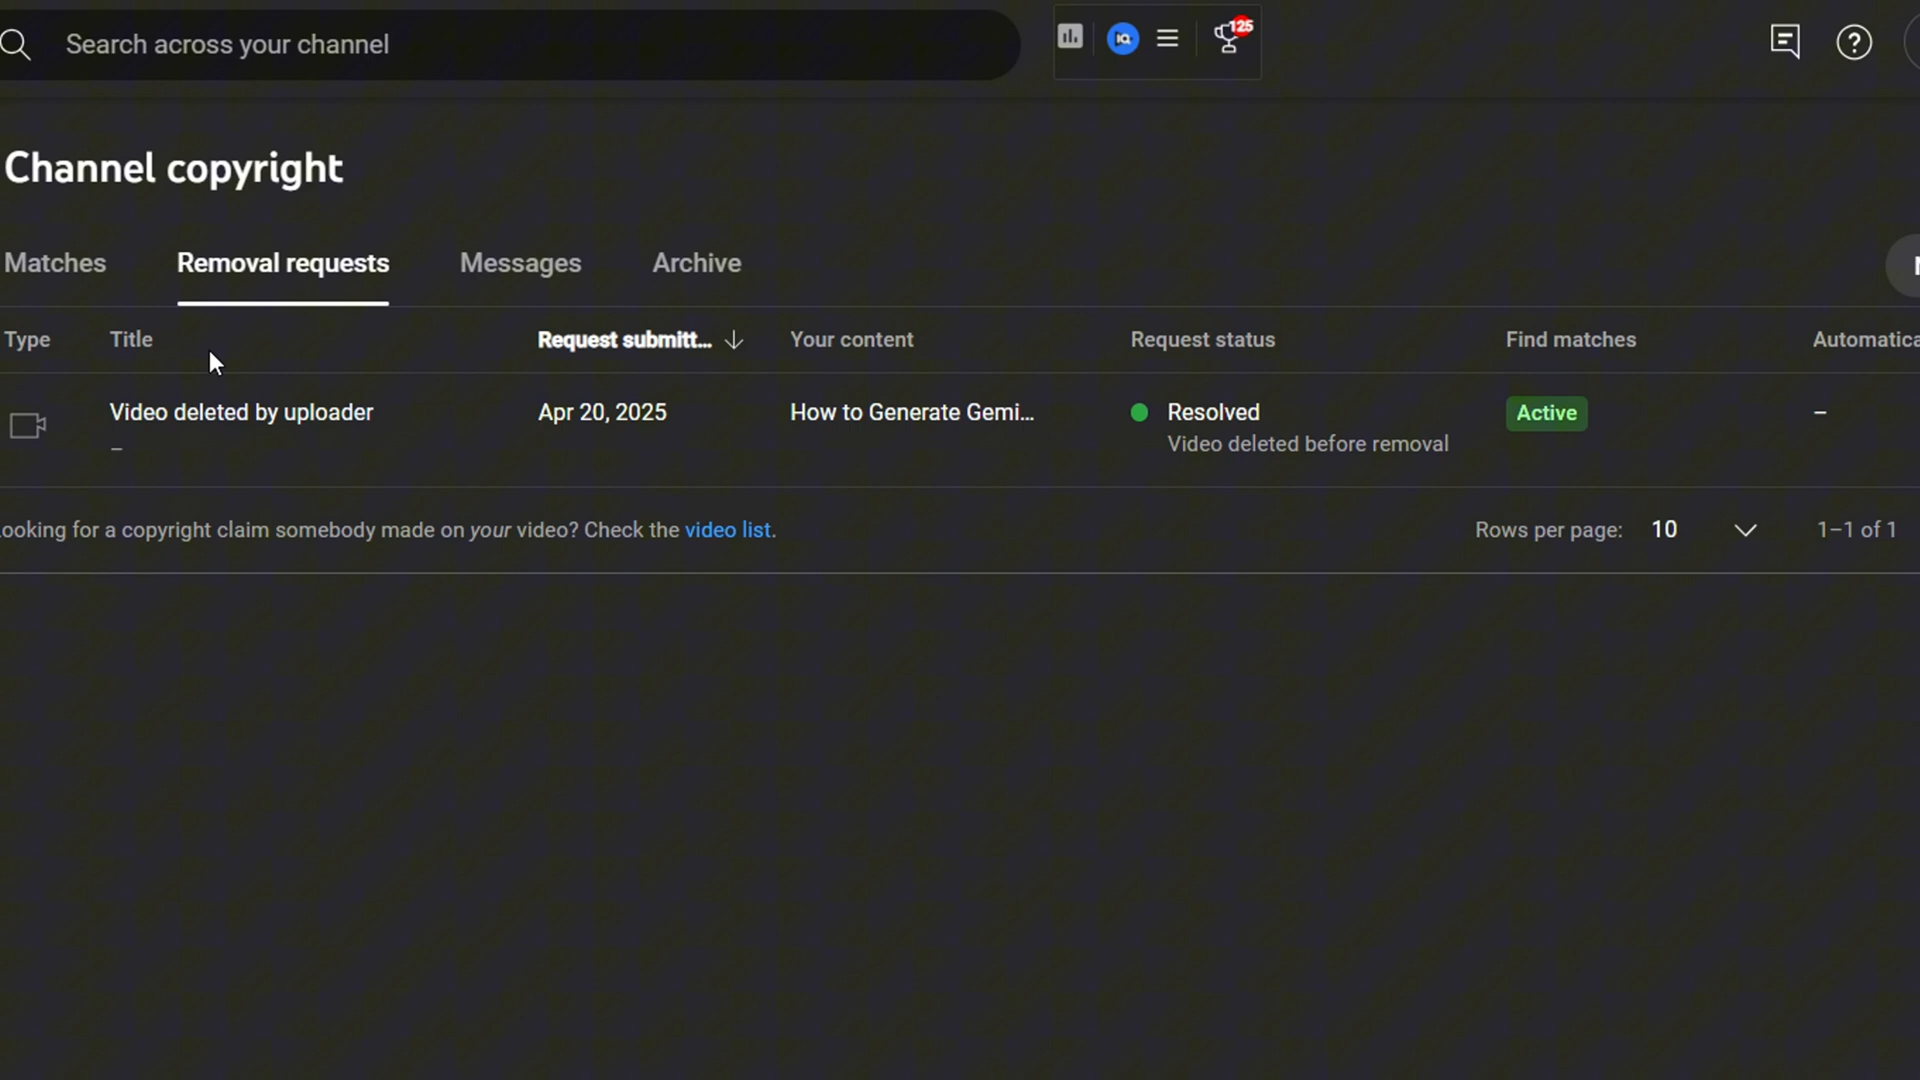 Search across your channel
125
Channel copyright
Matches Removal requests Messages Archive
Type Title Request submitt... Your content Request status Find matches Automatica
Video deleted by uploader Apr 20, 2025 How to Generate Gemi... Resolved Active –
– Video deleted before removal
ooking for a copyright claim somebody made on your video? Check the video list. Rows per page: 10 1–1 of 1